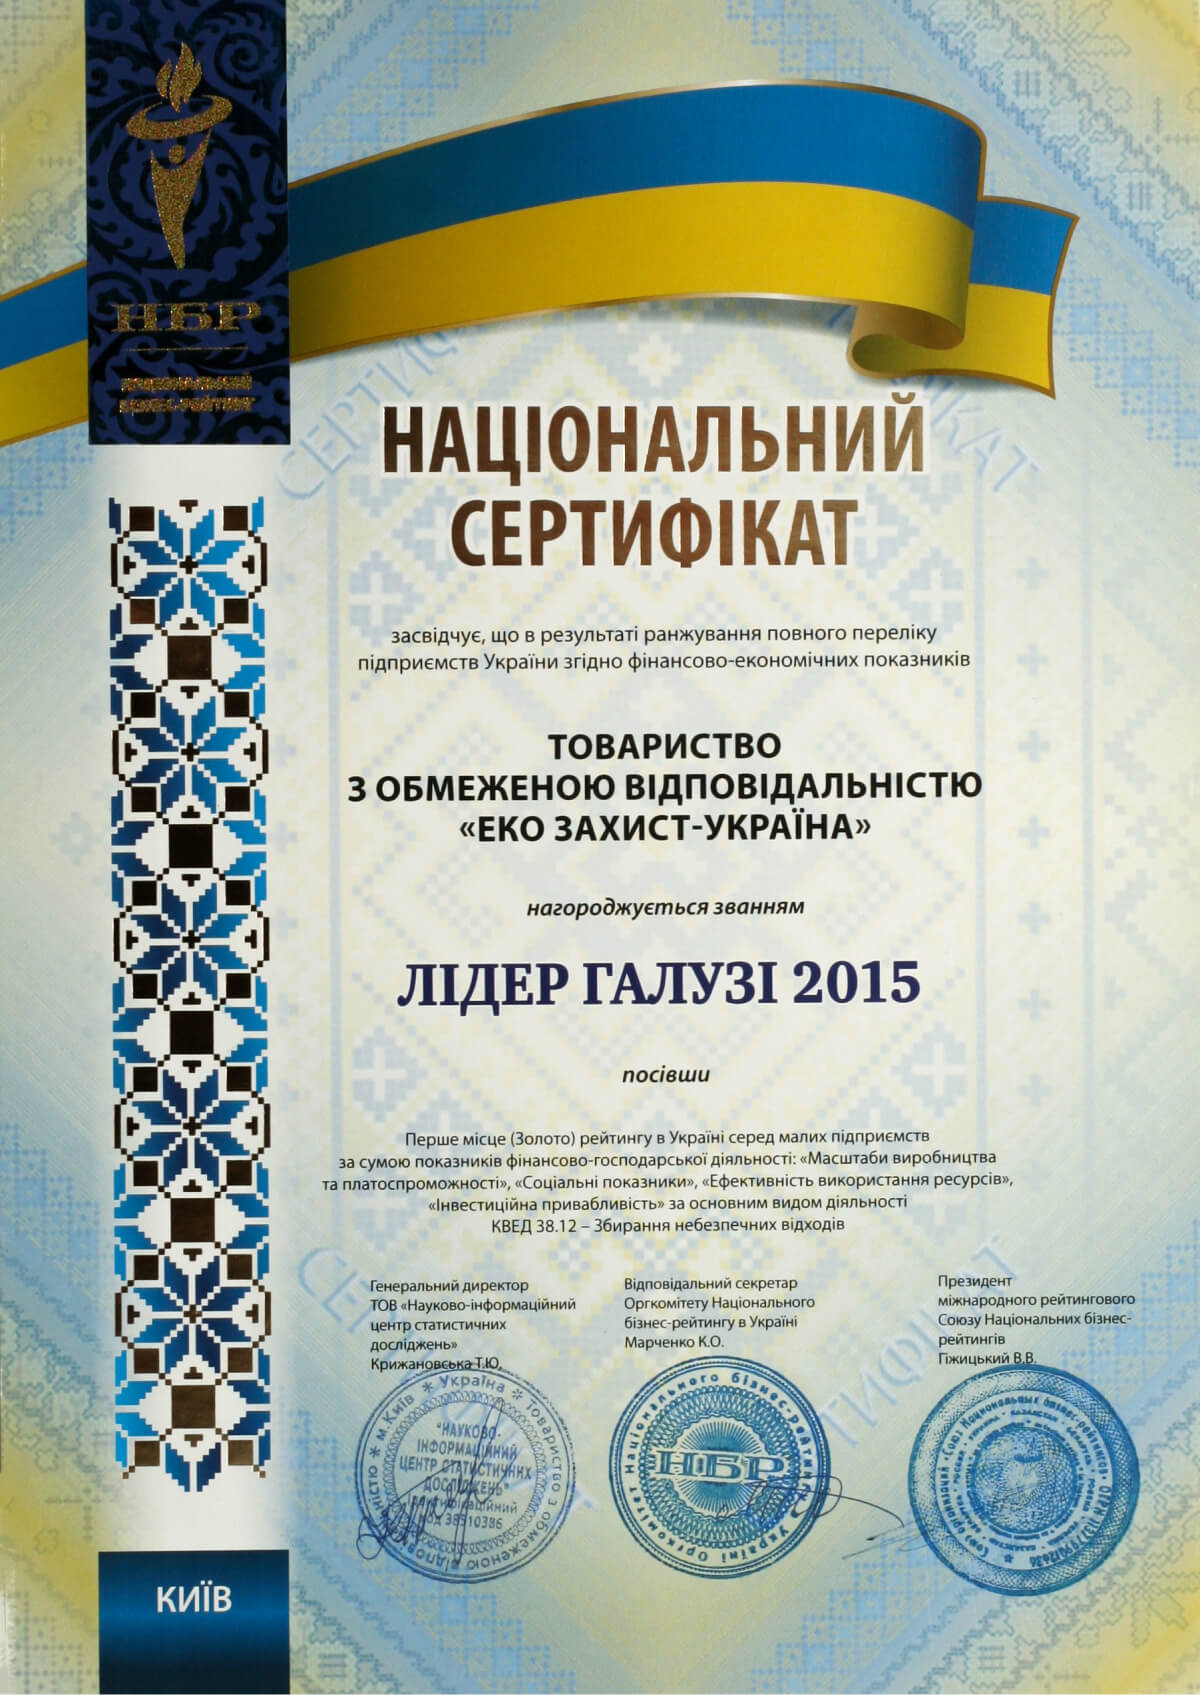 НБР
НАЦІОНАЛЬНИЙ
БІЗНЕС-РЕЙТИНГ
НАЦІОНАЛЬНИЙ
СЕРТИФІКАТ
засвідчує, що в результаті ранжування повного переліку
підприємств України згідно фінансово-економічних показників
ТОВАРИСТВО
З ОБМЕЖЕНОЮ ВІДПОВІДАЛЬНІСТЮ
«ЕКО ЗАХИСТ-УКРАЇНА»
нагороджується званням
ЛІДЕР ГАЛУЗІ 2015
посівши
Перше місце (Золото) рейтингу в Україні серед малих підприємств
за сумою показників фінансово-господарської діяльності: «Масштаби виробництва
та платоспроможності», «Соціальні показники», «Ефективність використання ресурсів»,
«Інвестиційна привабливість» за основним видом діяльності
КВЕД 38.12 – Збирання небезпечних відходів
Генеральний директор
ТОВ «Науково-інформаційний
центр статистичних
досліджень»
Крижановська Т.Ю.
Відповідальний секретар
Оргкомітету Національного
бізнес-рейтингу в Україні
Марченко К.О.
Президент
міжнародного рейтингового
Союзу Національних бізнес-
рейтингів
Гіжицький В.В.
м.Київ * Україна * Товариство з обмеженою відповідальністю
"НАУКОВО-
ІНФОРМАЦІЙНИЙ
ЦЕНТР СТАТИСТИЧНИХ
ДОСЛІДЖЕНЬ"
Ідентифікаційний
код 38510386
Оргкомітет Національного бізнес-рейтингу в Україні
НБР
КИЇВ